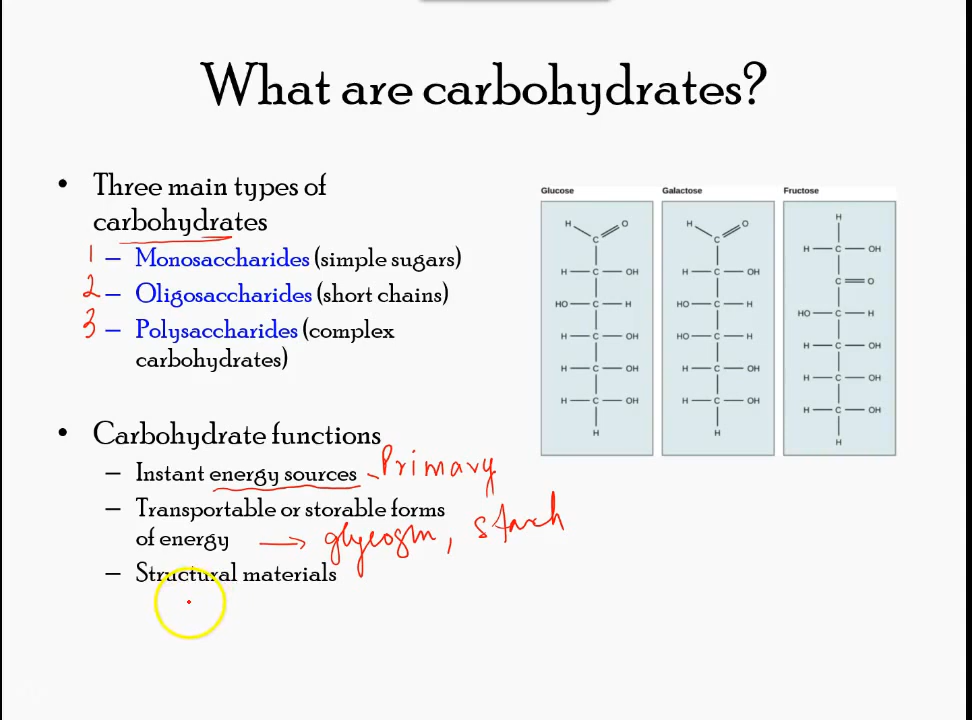 What are carbohydrates?
• Three main types of
carbohydrates
1 – Monosaccharides (simple sugars)
2 – Oligosaccharides (short chains)
3 – Polysaccharides (complex
carbohydrates)
• Carbohydrate functions
– Instant energy sources - Primary
– Transportable or storable forms
of energy → glycogen, starch
– Structural materials
Glucose
H O
C
H — C — OH
HO — C — H
H — C — OH
H — C — OH
H — C — OH
H
Galactose
H O
C
H — C — OH
HO — C — H
HO — C — H
H — C — OH
H — C — OH
H
Fructose
H
H — C — OH
C = O
HO — C — H
H — C — OH
H — C — OH
H — C — OH
H